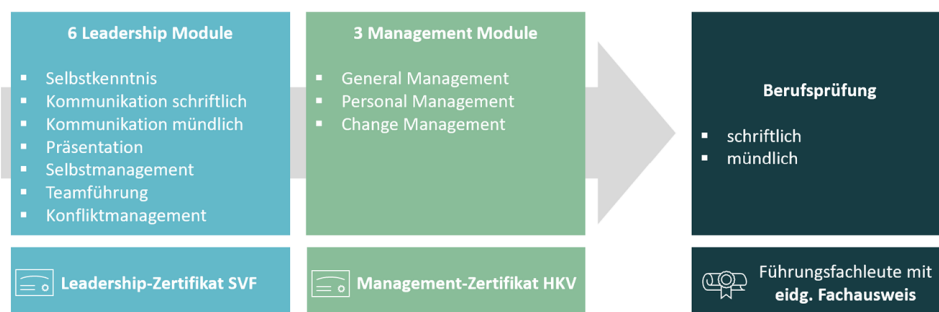 6 Leadership Module
▪ Selbstkenntnis
▪ Kommunikation schriftlich
▪ Kommunikation mündlich
▪ Präsentation
▪ Selbstmanagement
▪ Teamführung
▪ Konfliktmanagement
Leadership-Zertifikat SVF
3 Management Module
▪ General Management
▪ Personal Management
▪ Change Management
Management-Zertifikat HKV
Berufsprüfung
▪ schriftlich
▪ mündlich
Führungsfachleute mit
eidg. Fachausweis